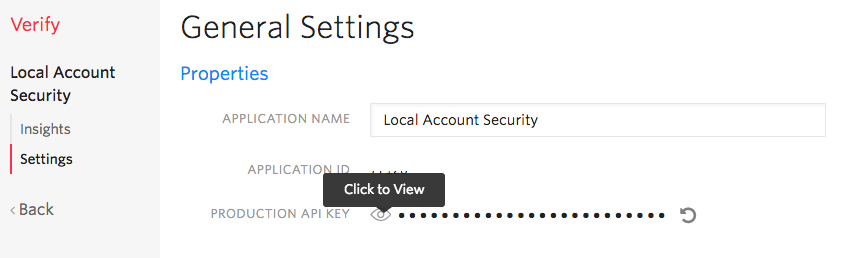 Verify
General Settings
Local Account
Security
Insights
Settings
‹ Back
Properties
APPLICATION NAME
Local Account Security
APPLICATION ID
Click to View
PRODUCTION API KEY